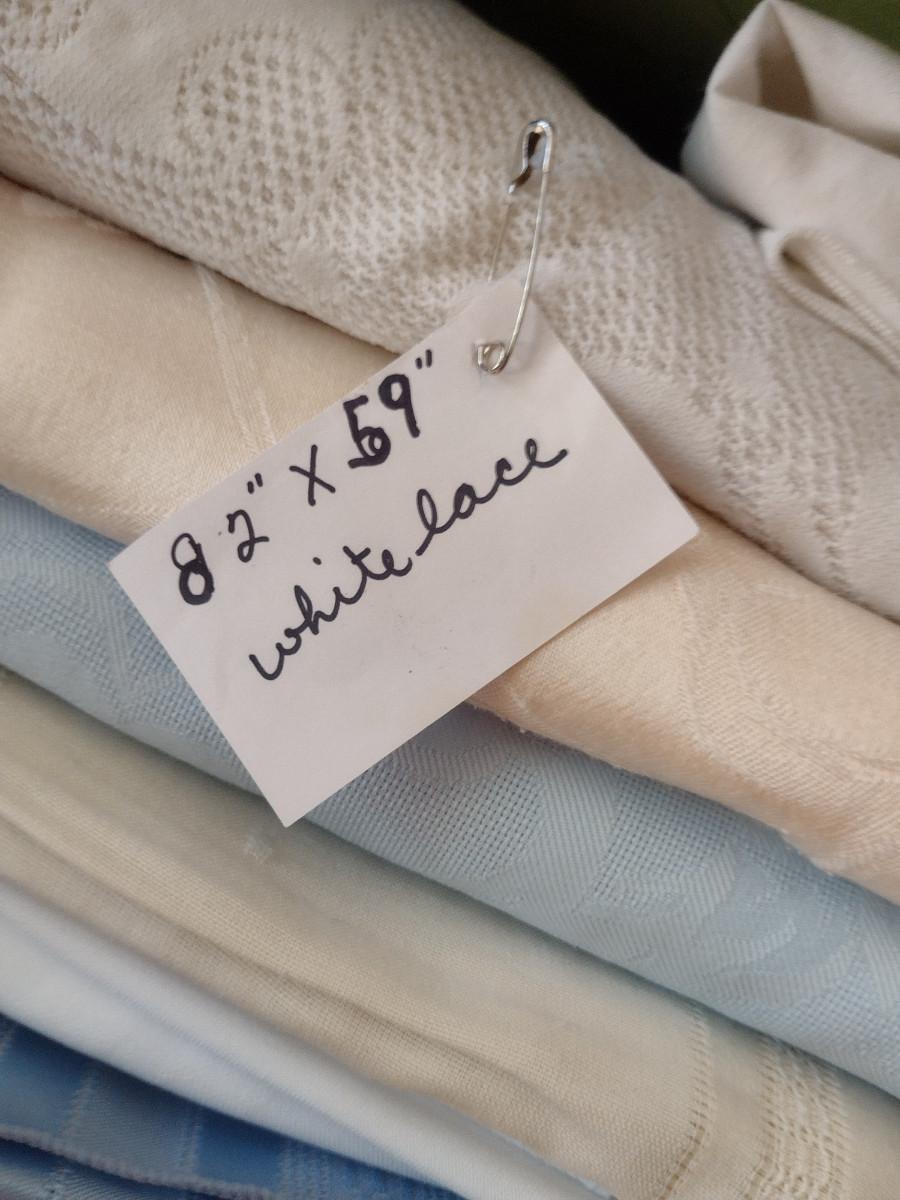 82" X 59"
white lace